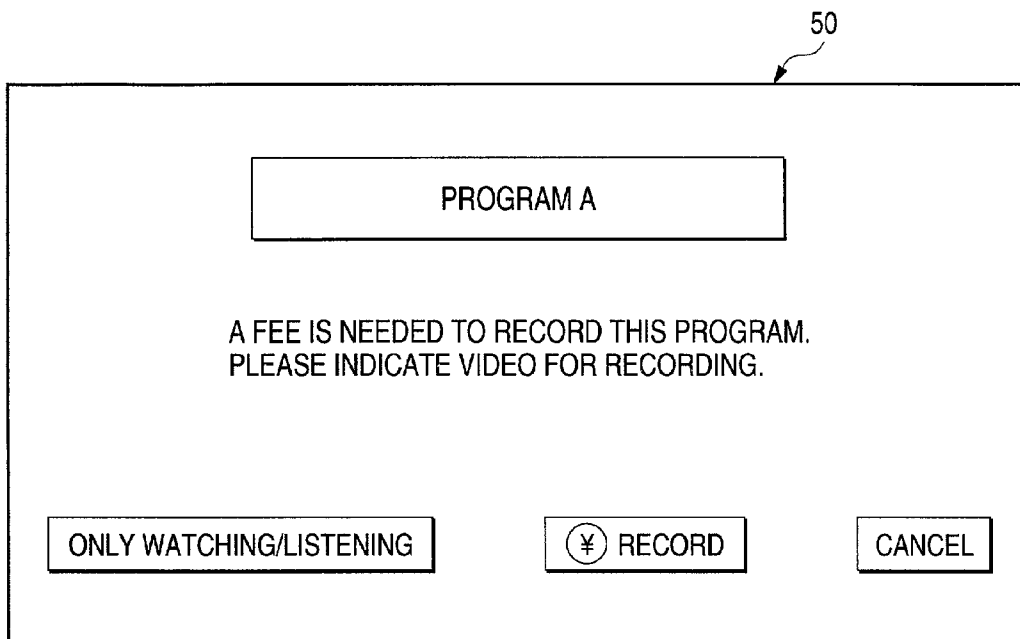 50
PROGRAM A
A FEE IS NEEDED TO RECORD THIS PROGRAM.
PLEASE INDICATE VIDEO FOR RECORDING.
ONLY WATCHING/LISTENING
¥ RECORD
CANCEL